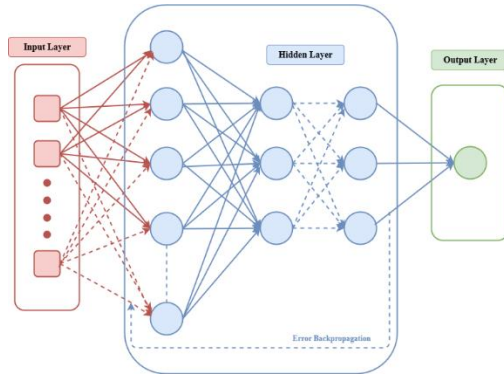 Input Layer
Hidden Layer
Output Layer
Error Backpropagation